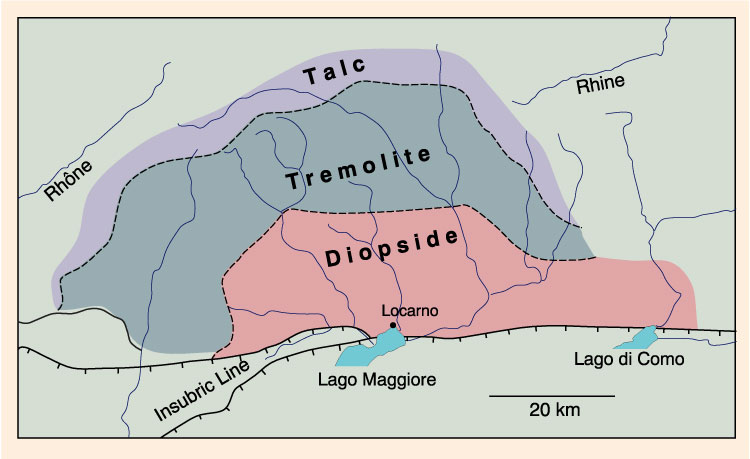 Talc
Rhine
Rhône
Tremolite
Diopside
Locarno
Lago Maggiore
Lago di Como
Insubric Line
20 km